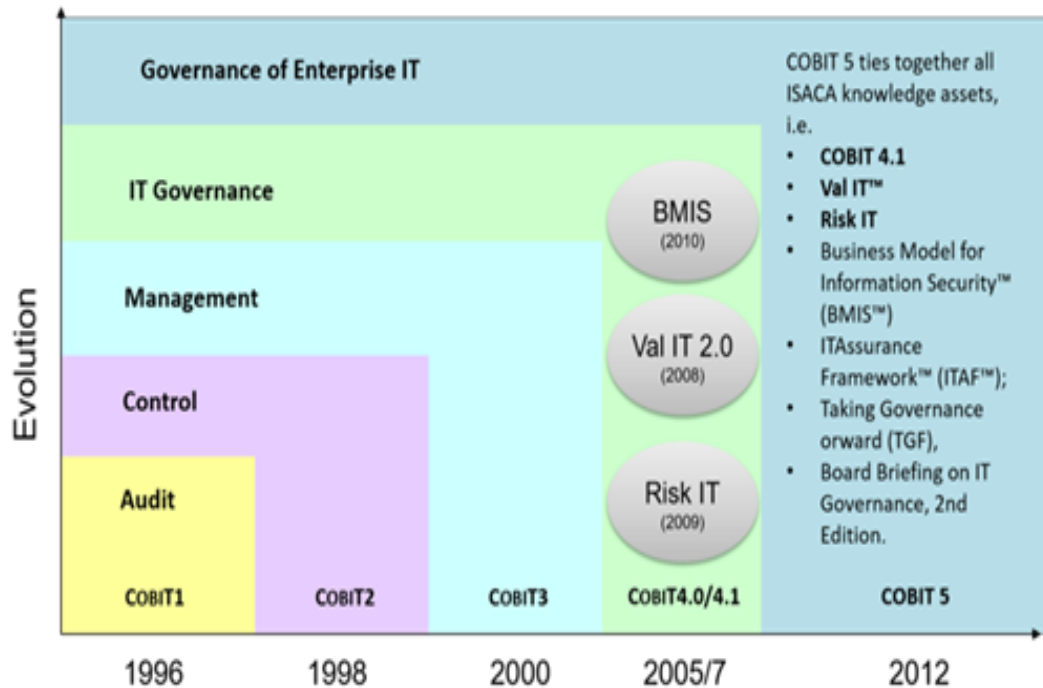 Governance of Enterprise IT
COBIT 5 ties together all
ISACA knowledge assets,
i.e.
• COBIT 4.1
• Val IT™
• Risk IT
• Business Model for
Information Security™
(BMIS™)
• ITAssurance
Framework™ (ITAF™);
• Taking Governance
orward (TGF),
• Board Briefing on IT
Governance, 2nd
Edition.
IT Governance
BMIS
(2010)
Management
Val IT 2.0
(2008)
Control
Risk IT
(2009)
Audit
Evolution
COBIT1
COBIT2
COBIT3
COBIT4.0/4.1
COBIT 5
1996
1998
2000
2005/7
2012